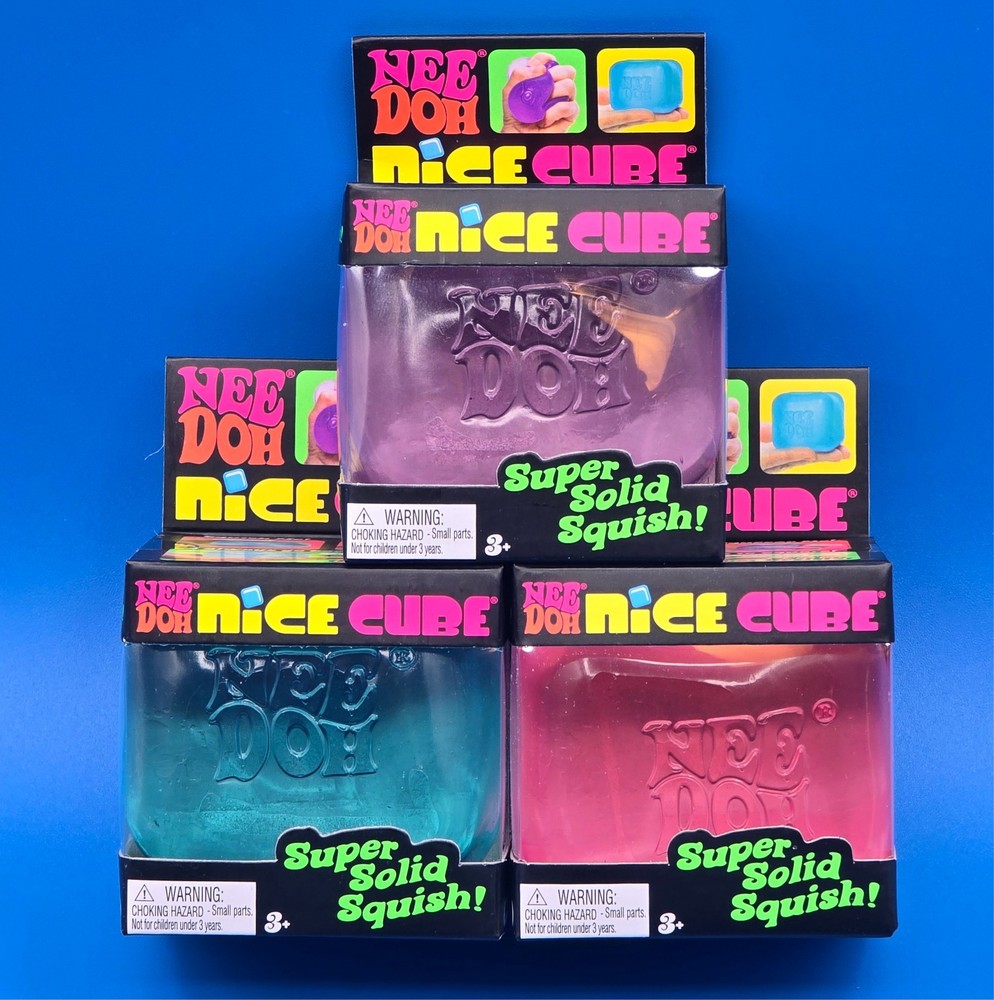 NEE®
DOH
NiCE CUBE®
NEE®
DOH
NiCE CUBE®
NEE ®
DOH
Super
Solid
Squish!
WARNING:
CHOKING HAZARD - Small parts.
Not for children under 3 years.
3+
NEE®
DOH
NiCE
CUBE®
NEE®
DOH
NiCE CUBE®
NEE ®
DOH
Super
Solid
Squish!
WARNING:
CHOKING HAZARD - Small parts.
Not for children under 3 years.
3+
NEE®
DOH
NiCE CUBE®
NEE ®
DOH
Super
Solid
Squish!
WARNING:
CHOKING HAZARD - Small parts.
Not for children under 3 years.
3+